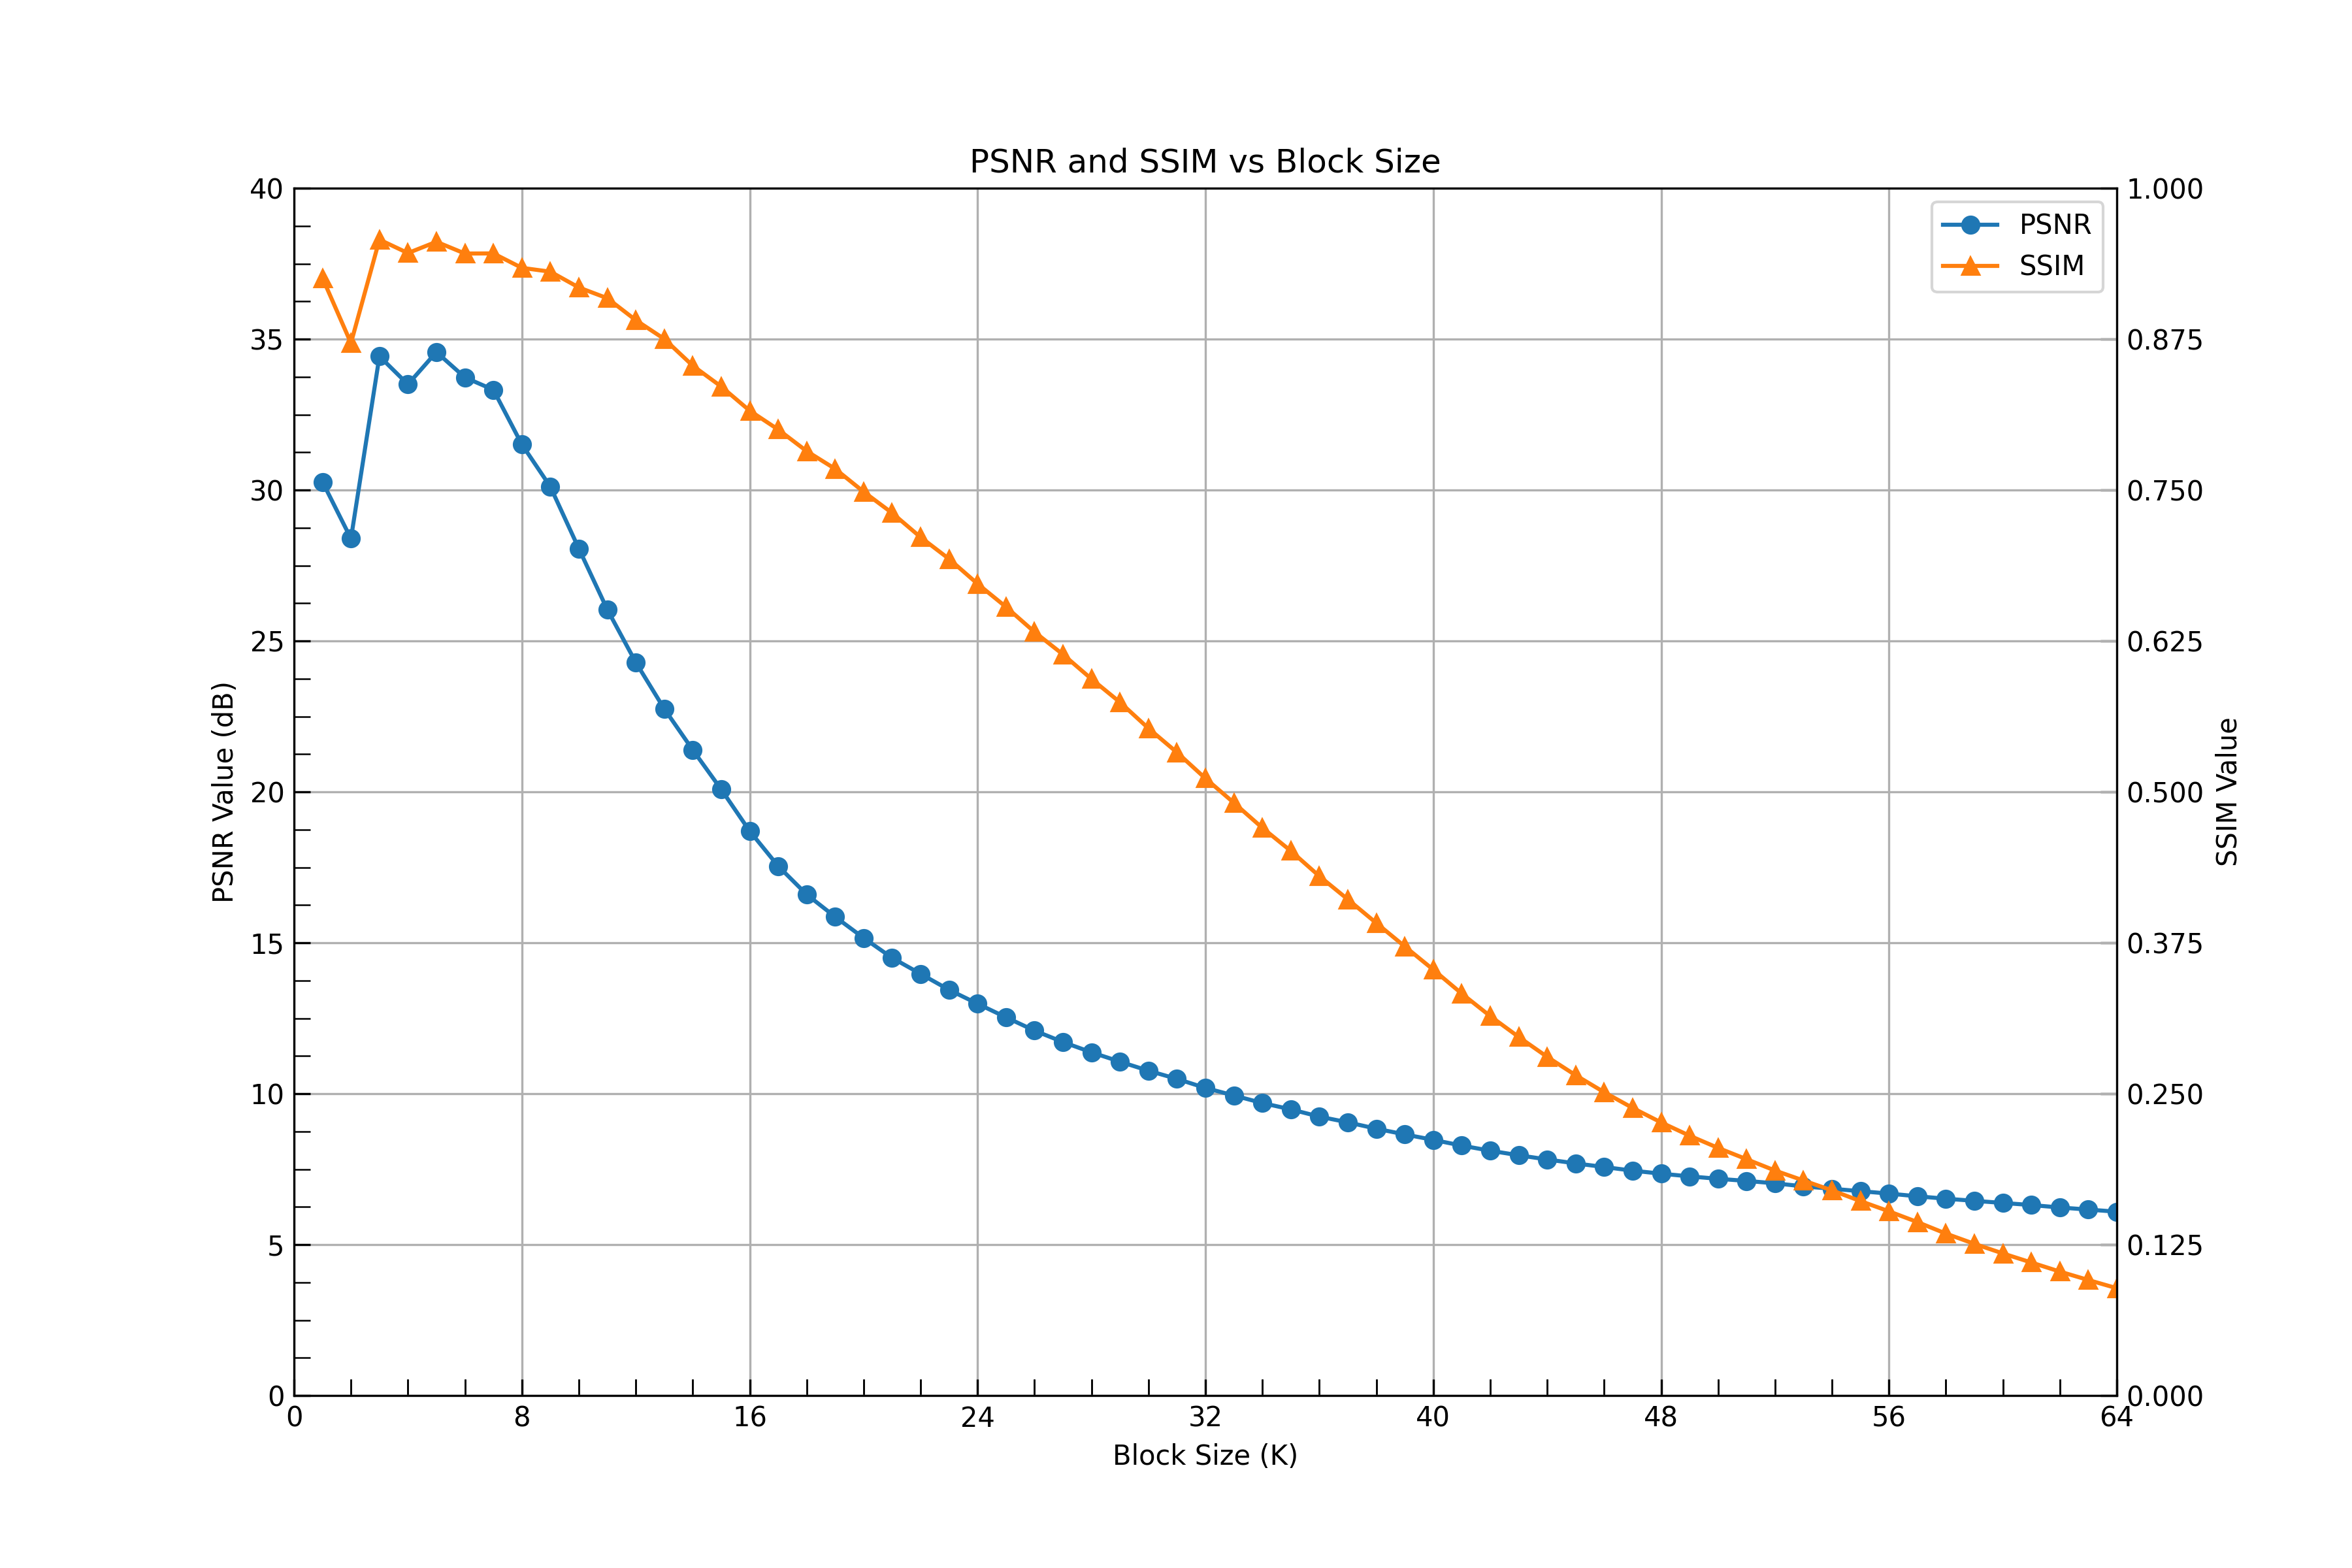 PSNR and SSIM vs Block Size
PSNR
SSIM
40
35
30
25
20
15
10
5
0
PSNR Value (dB)
1.000
0.875
0.750
0.625
0.500
0.375
0.250
0.125
0.000
SSIM Value
0 8 16 24 32 40 48 56 64
Block Size (K)